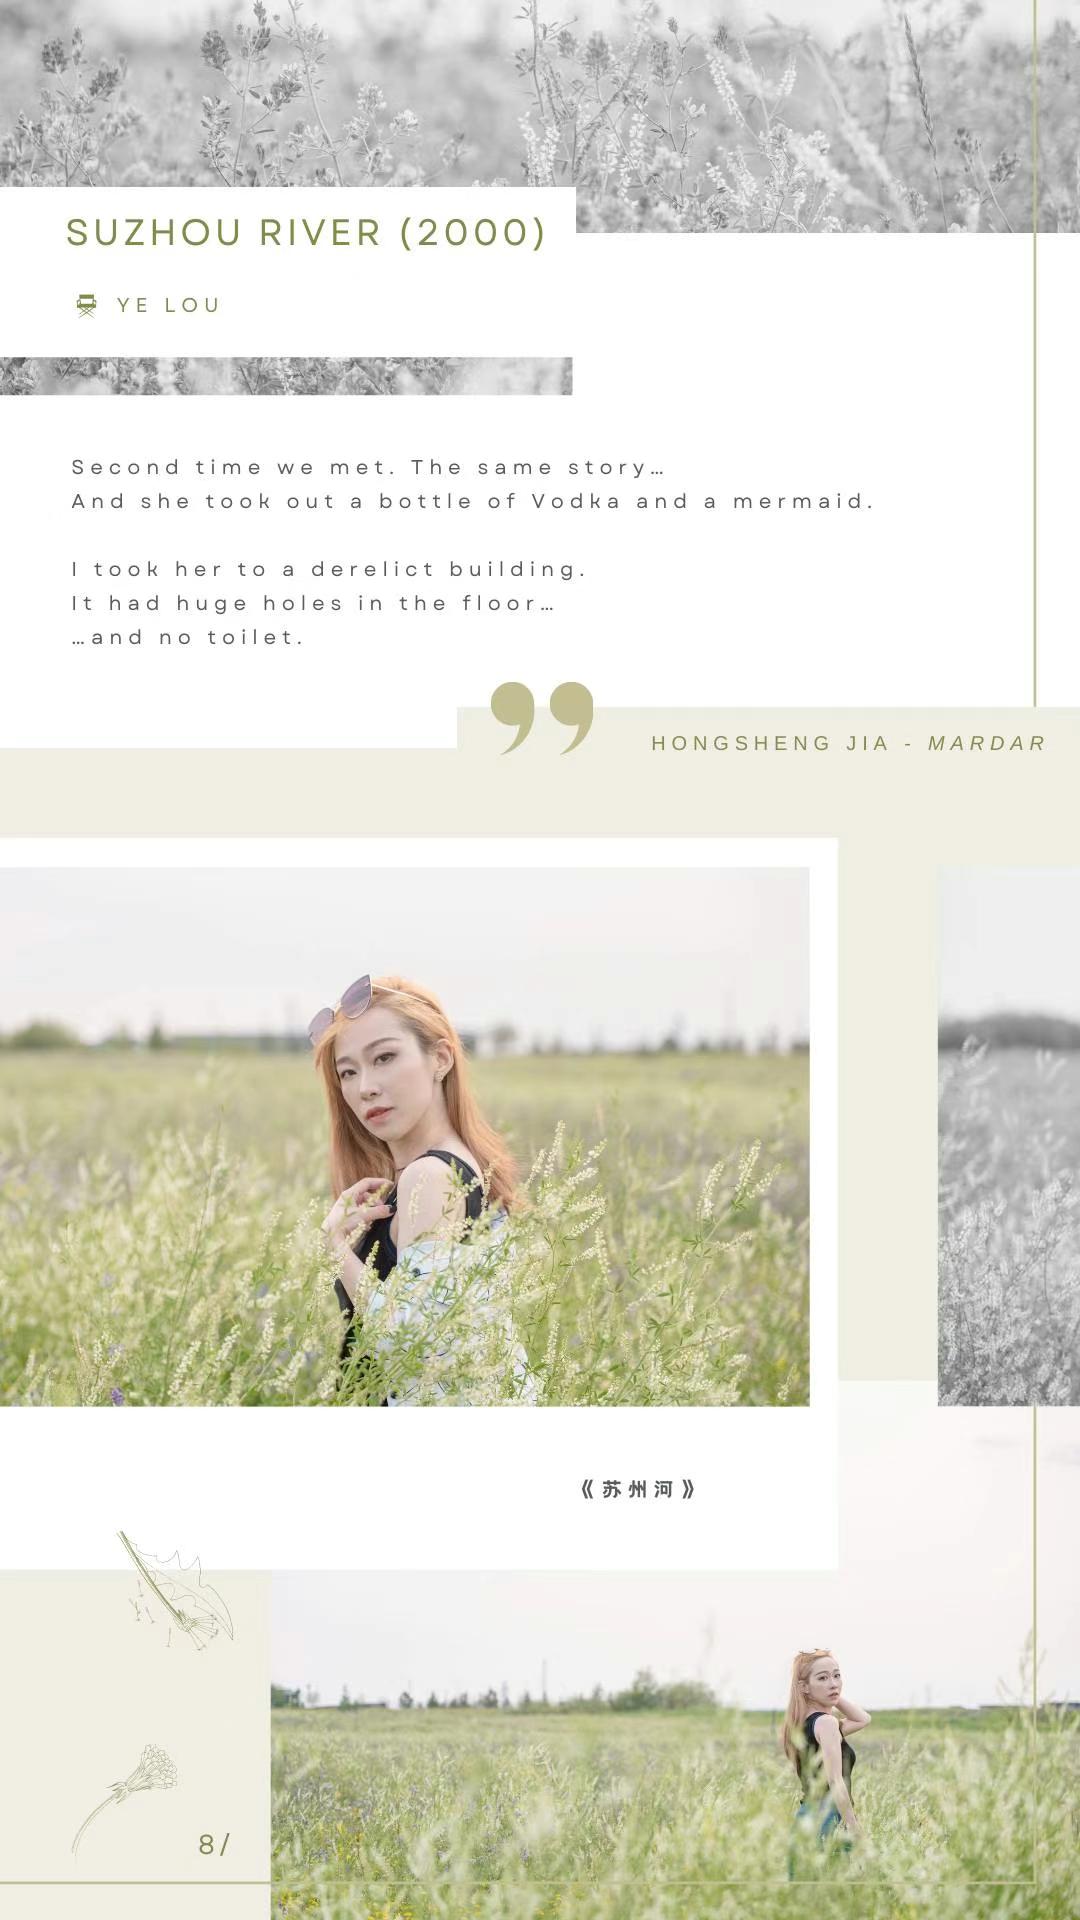 SUZHOU RIVER (2000)
YE LOU
Second time we met. The same story…
And she took out a bottle of Vodka and a mermaid.
I took her to a derelict building.
It had huge holes in the floor…
…and no toilet.
HONGSHENG JIA - MARDAR
《苏州河》
8/